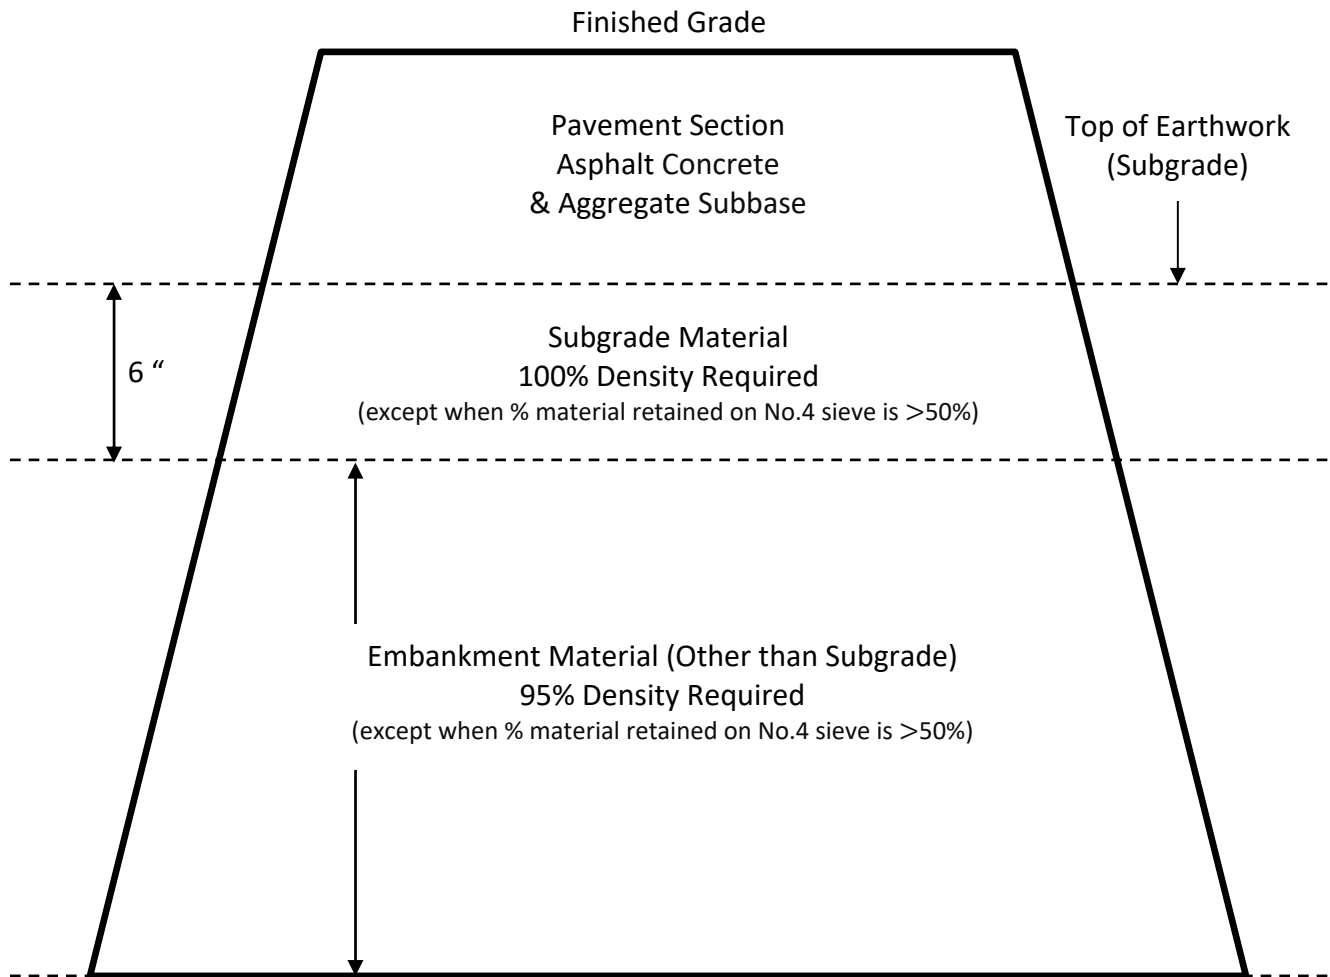 Finished Grade
Pavement Section
Asphalt Concrete
& Aggregate Subbase
Top of Earthwork
(Subgrade)
6 “
Subgrade Material
100% Density Required
(except when % material retained on No.4 sieve is >50%)
Embankment Material (Other than Subgrade)
95% Density Required
(except when % material retained on No.4 sieve is >50%)